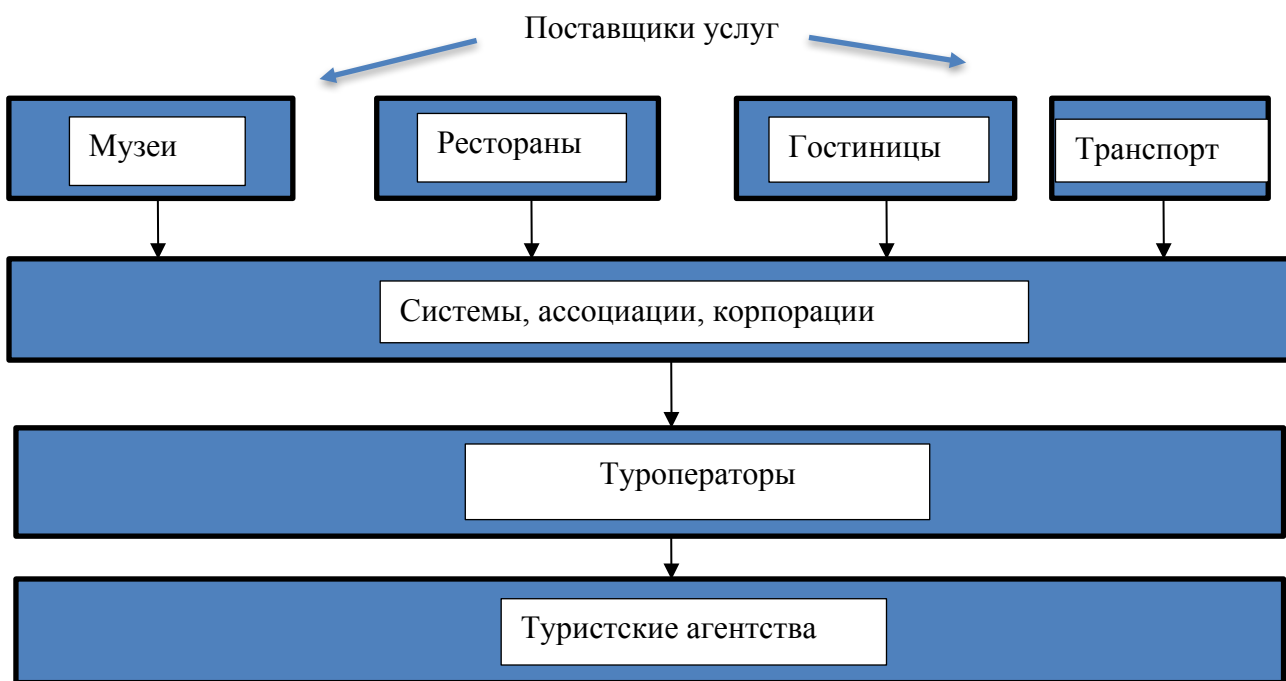 Поставщики услуг
Музеи
Рестораны
Гостиницы
Транспорт
Системы, ассоциации, корпорации
Туроператоры
Туристские агентства